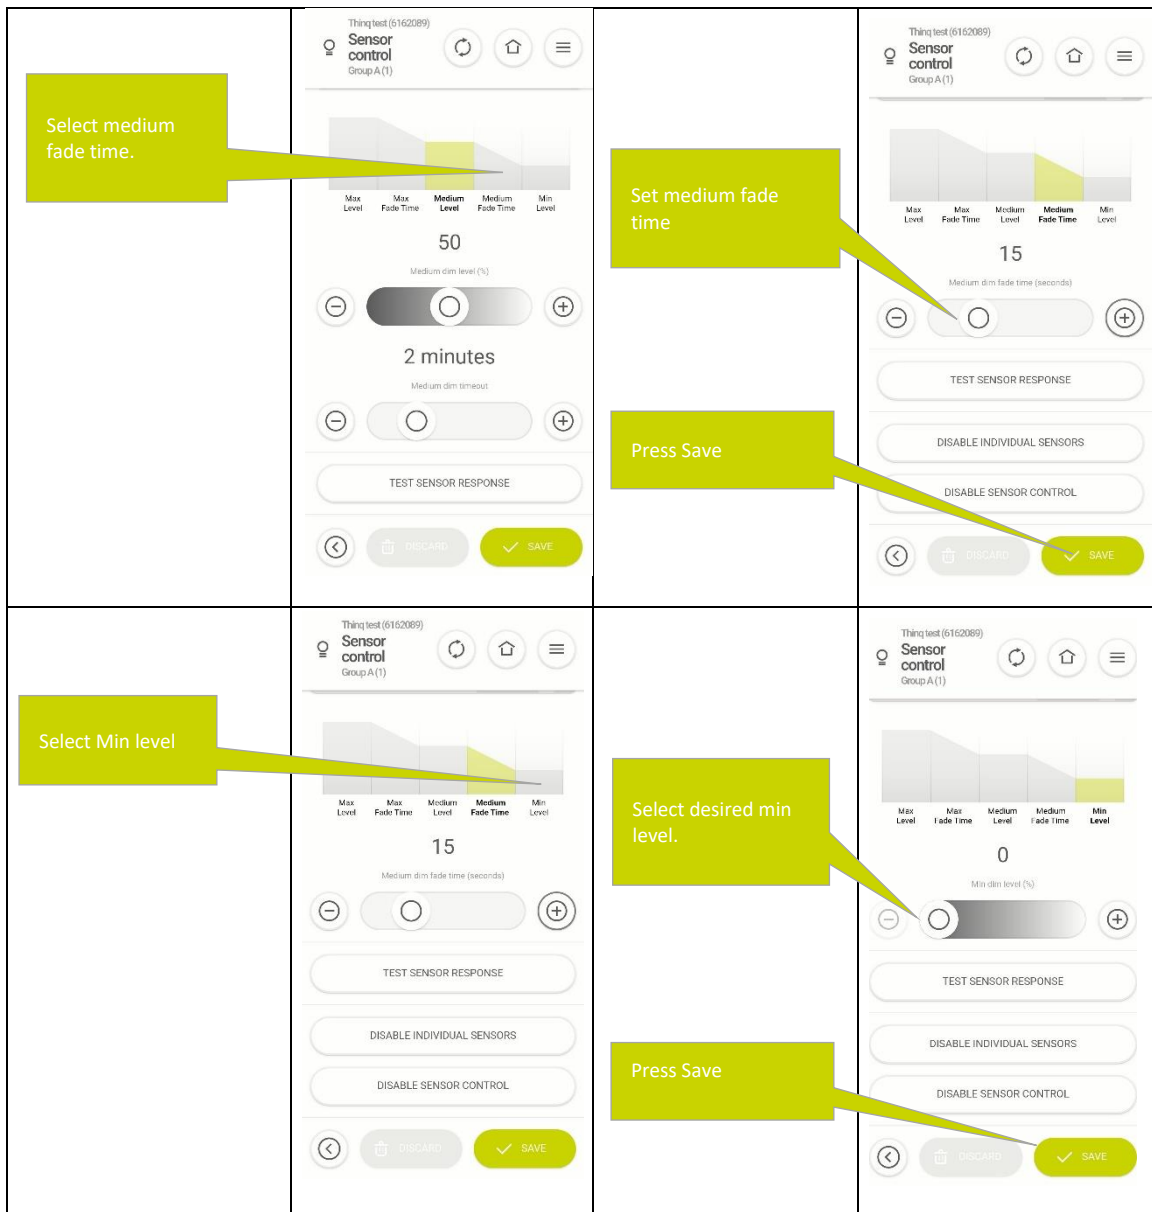 Select medium
fade time.
Thinq test (6162089)
Sensor
control
Group A (1)
Max
Level
Max
Fade Time
Medium
Level
Medium
Fade Time
Min
Level
50
Medium dim level (%)
2 minutes
Medium dim timeout
TEST SENSOR RESPONSE
DISCARD
SAVE
Set medium fade
time
Press Save
Thinq test (6162089)
Sensor
control
Group A (1)
Max
Level
Max
Fade Time
Medium
Level
Medium
Fade Time
Min
Level
15
Medium dim fade time (seconds)
TEST SENSOR RESPONSE
DISABLE INDIVIDUAL SENSORS
DISABLE SENSOR CONTROL
DISCARD
SAVE
Select Min level
Thinq test (6162089)
Sensor
control
Group A (1)
Max
Level
Max
Fade Time
Medium
Level
Medium
Fade Time
Min
Level
15
Medium dim fade time (seconds)
TEST SENSOR RESPONSE
DISABLE INDIVIDUAL SENSORS
DISABLE SENSOR CONTROL
DISCARD
SAVE
Select desired min
level.
Press Save
Thinq test (6162089)
Sensor
control
Group A (1)
Max
Level
Max
Fade Time
Medium
Level
Medium
Fade Time
Min
Level
0
Min dim level (%)
TEST SENSOR RESPONSE
DISABLE INDIVIDUAL SENSORS
DISABLE SENSOR CONTROL
DISCARD
SAVE